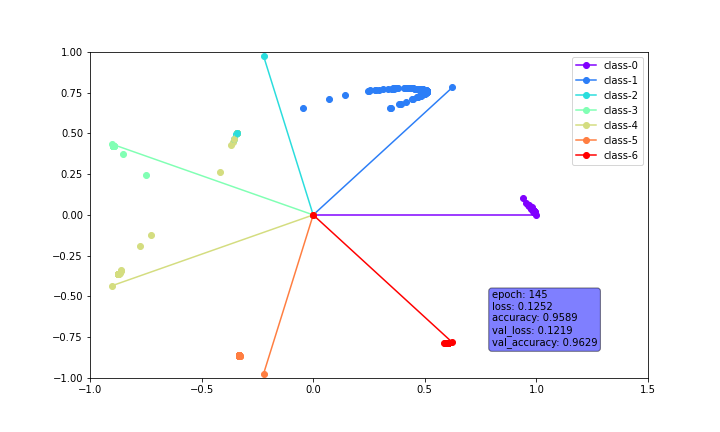 1.00
0.75
0.50
0.25
0.00
−0.25
−0.50
−0.75
−1.00
−1.0
−0.5
0.0
0.5
1.0
1.5
class-0
class-1
class-2
class-3
class-4
class-5
class-6
epoch: 145
loss: 0.1252
accuracy: 0.9589
val_loss: 0.1219
val_accuracy: 0.9629